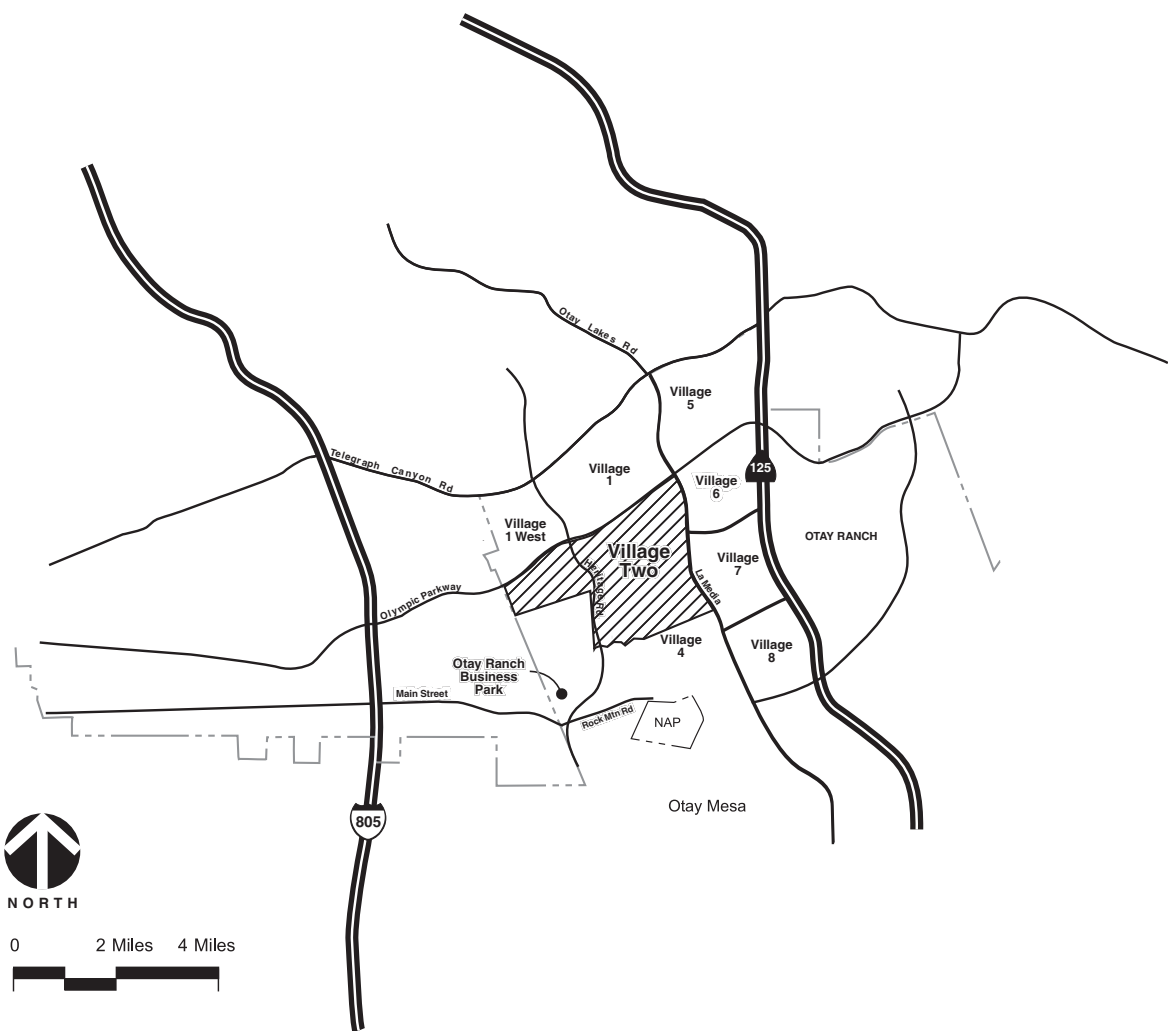 Otay Lakes Rd
Village
5
Telegraph Canyon Rd
Village
1
Village
6
125
Village
1 West
OTAY RANCH
Village
Two
Village
7
Heritage Rd
La Media
Olympic Parkway
Village
4
Village
8
Otay Ranch
Business
Park
Main Street
Rock Mtn Rd
NAP
Otay Mesa
805
NORTH
0 2 Miles 4 Miles